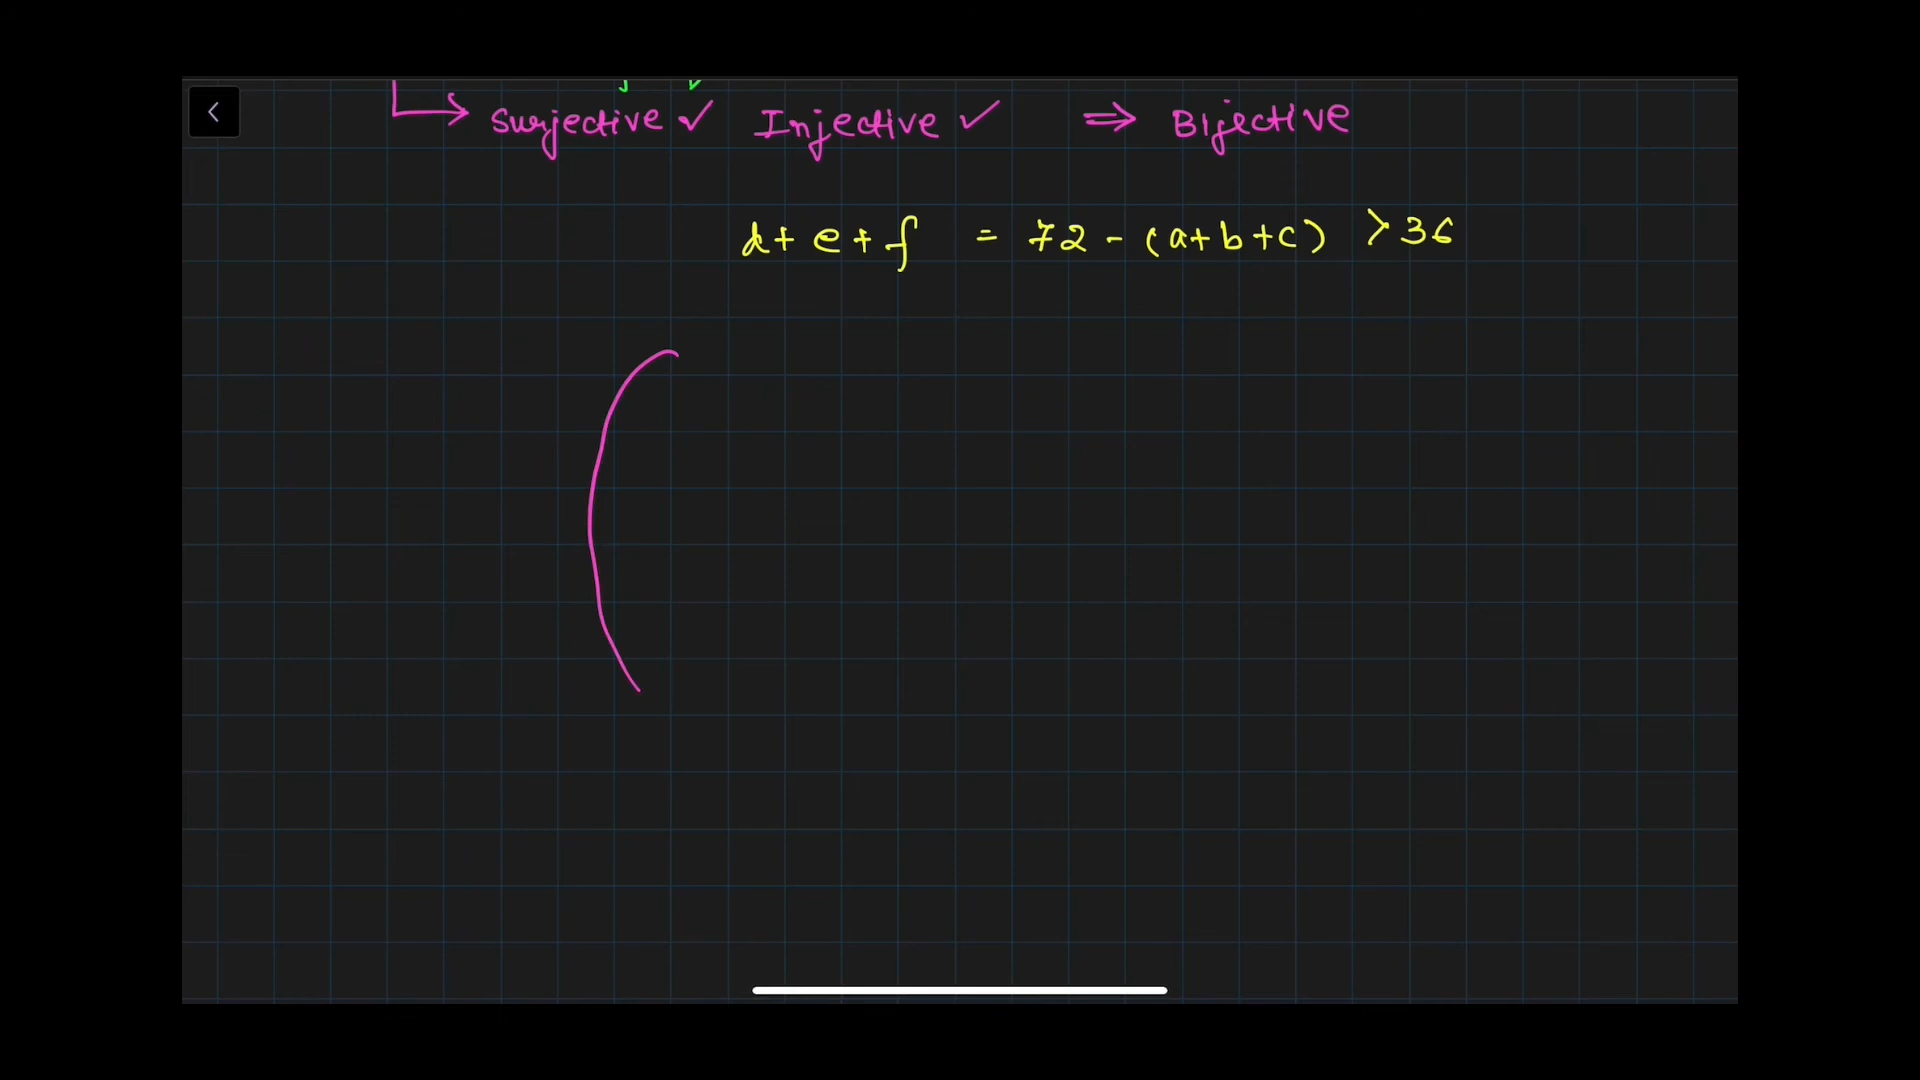 ↳ Surjective ✓ Injective ✓ ⇒ Bijective
d + e + f = 72 - (a+b+c) > 36